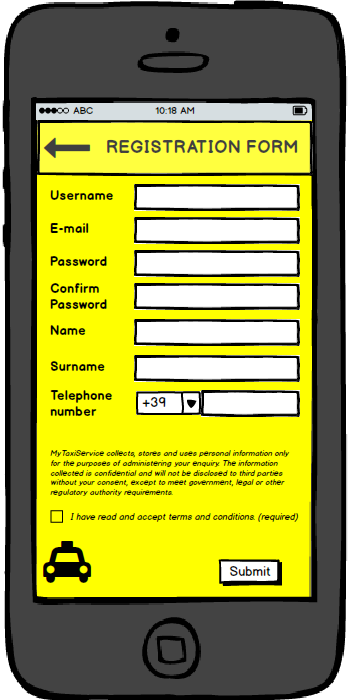 ABC 10:18 AM
REGISTRATION FORM
Username
E-mail
Password
Confirm
Password
Name
Surname
Telephone
number
+39
MyTaxiService collects, stores and uses personal information only
for the purposes of administering your enquiry. The information
collected is confidential and will not be disclosed to third parties
without your consent, except to meet government, legal or other
regulatory authority requirements.
I have read and accept terms and conditions. (required)
Submit